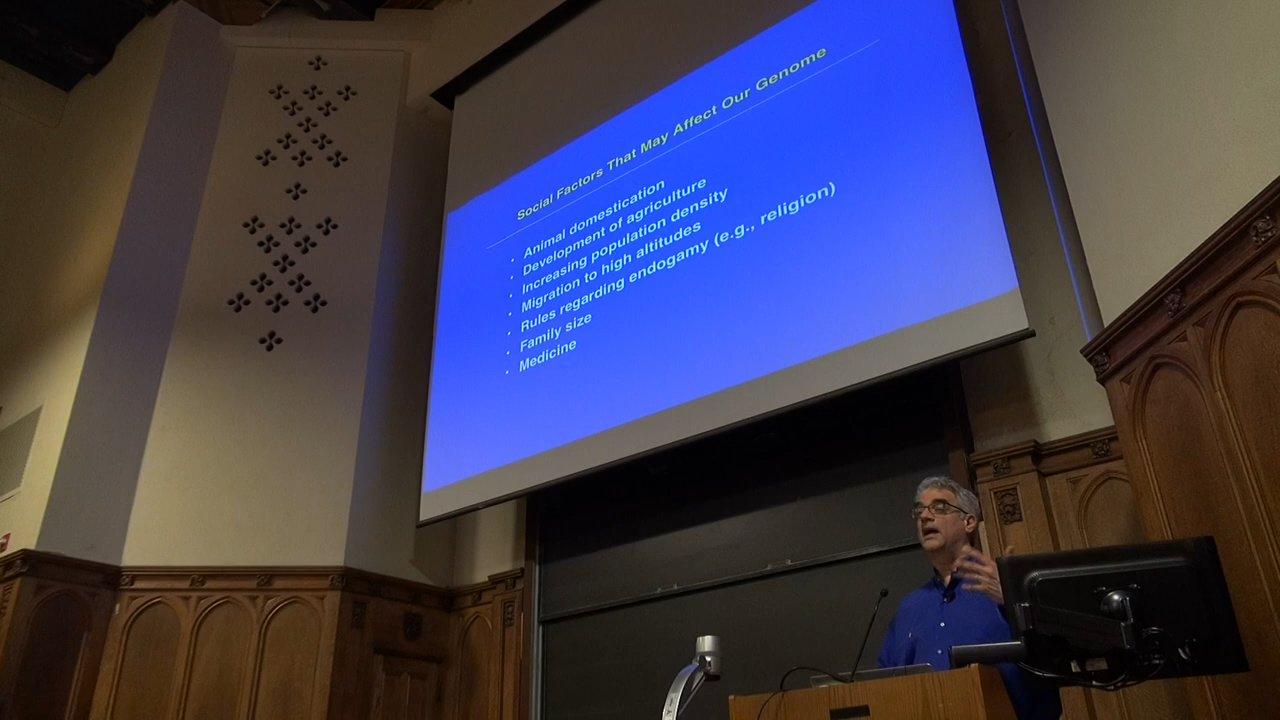 Social Factors That May Affect Our Genome
• Animal domestication
• Development of agriculture
• Increasing population density
• Migration to high altitudes
• Rules regarding endogamy (e.g., religion)
• Family size
• Medicine